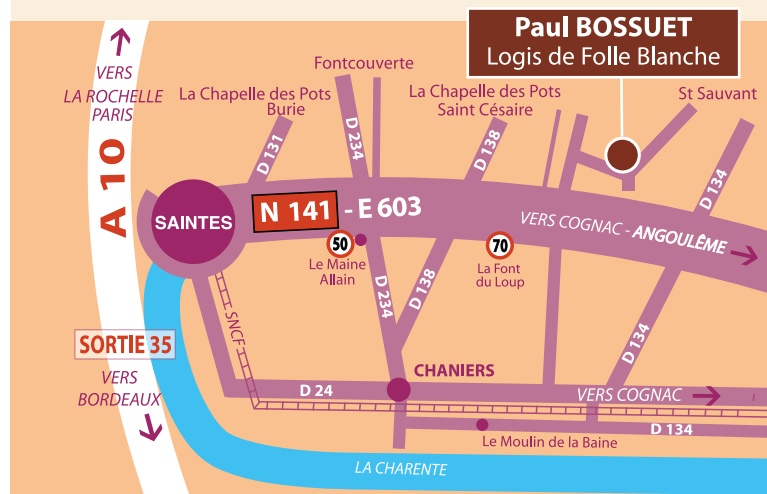 Paul BOSSUET
Logis de Folle Blanche
VERS
LA ROCHELLE
PARIS
A 10
Fontcouverte
La Chapelle des Pots
Burie
La Chapelle des Pots
Saint Césaire
St Sauvant
D 131
D 234
D 138
D 134
SAINTES
N 141 - E 603
VERS COGNAC - ANGOULÊME
50
Le Maine
Allain
70
La Font
du Loup
D 234
D 138
D 134
SNCF
SORTIE 35
VERS
BORDEAUX
CHANIERS
D 24
VERS COGNAC
D 134
Le Moulin de la Baine
LA CHARENTE